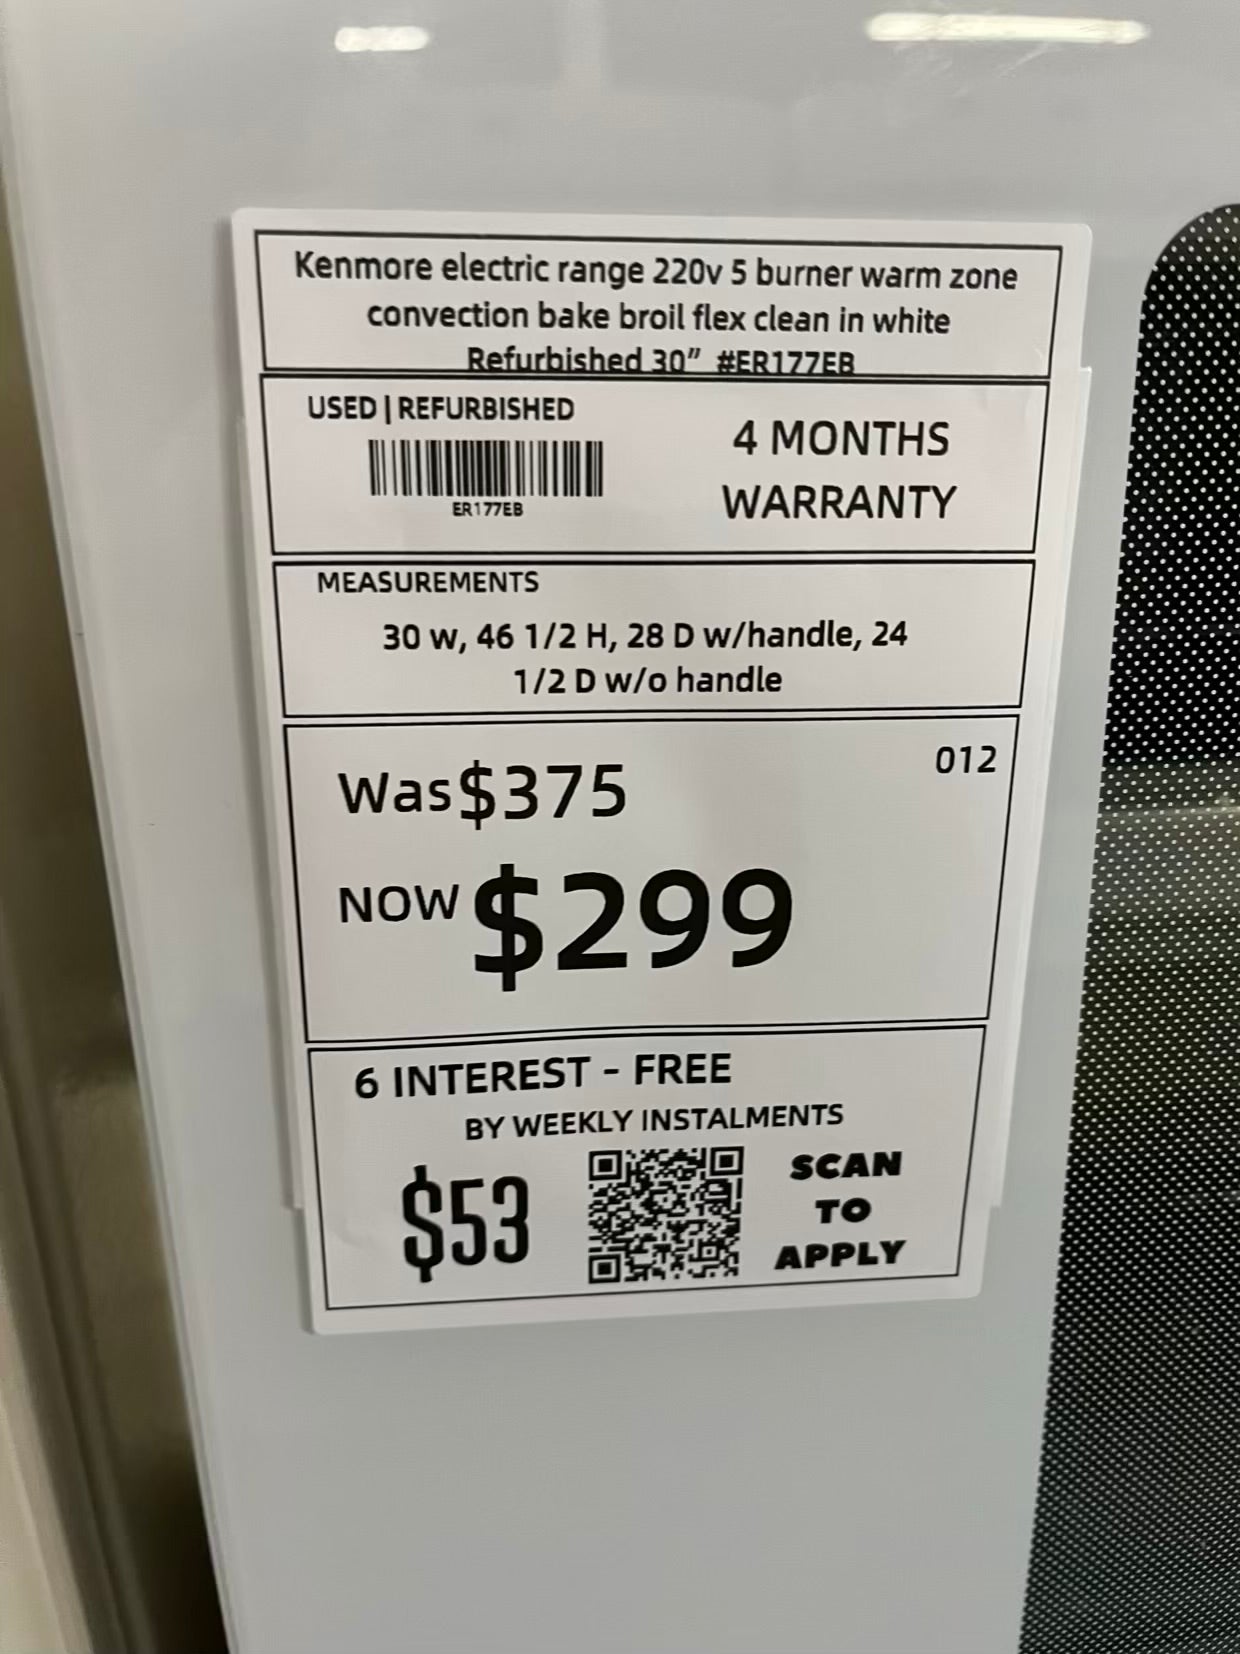 Kenmore electric range 220v 5 burner warm zone
convection bake broil flex clean in white
Refurbished 30” #ER177EB
USED | REFURBISHED
ER177EB
4 MONTHS
WARRANTY
MEASUREMENTS
30 w, 46 1/2 H, 28 D w/handle, 24
1/2 D w/o handle
012
Was $375
NOW $299
6 INTEREST - FREE
BY WEEKLY INSTALMENTS
$53
SCAN
TO
APPLY